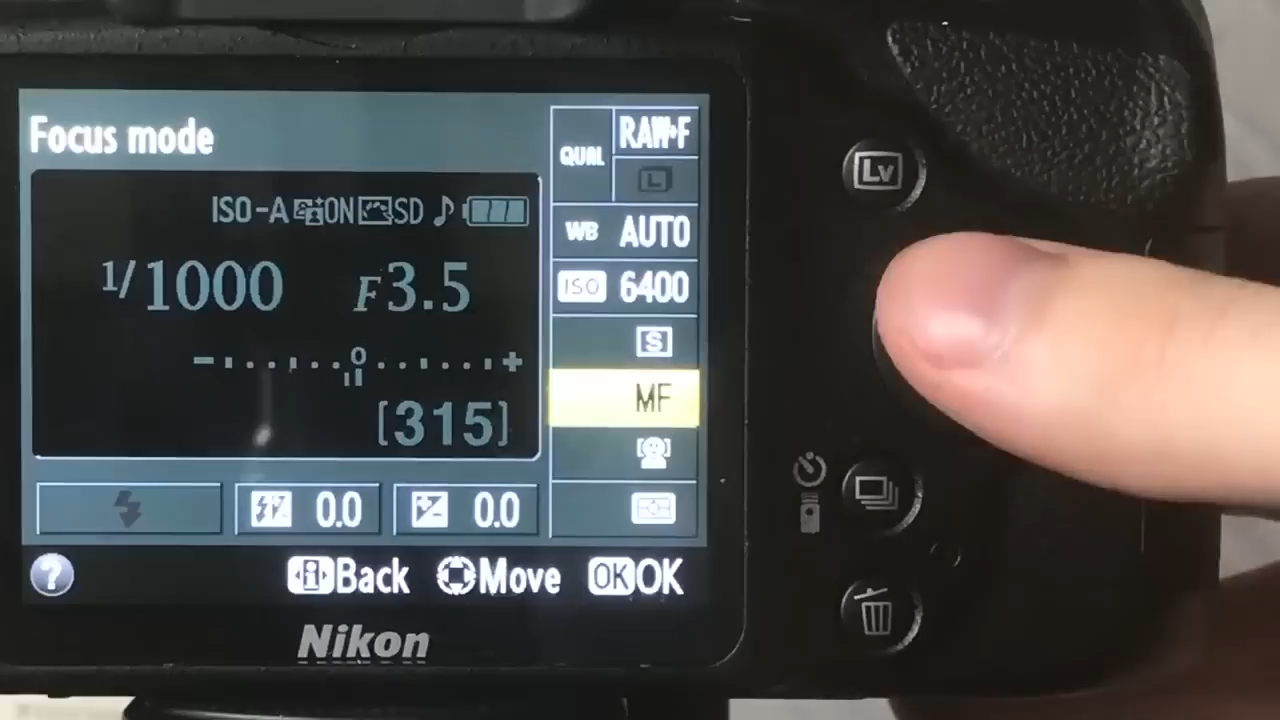 Focus mode
QUAL RAW+F
L
ISO-A ON SD
WB AUTO
1/1000 F3.5
ISO 6400
S
- 0 +
MF
[315]
0.0 0.0
? i Back Move OK OK
Nikon
Lv